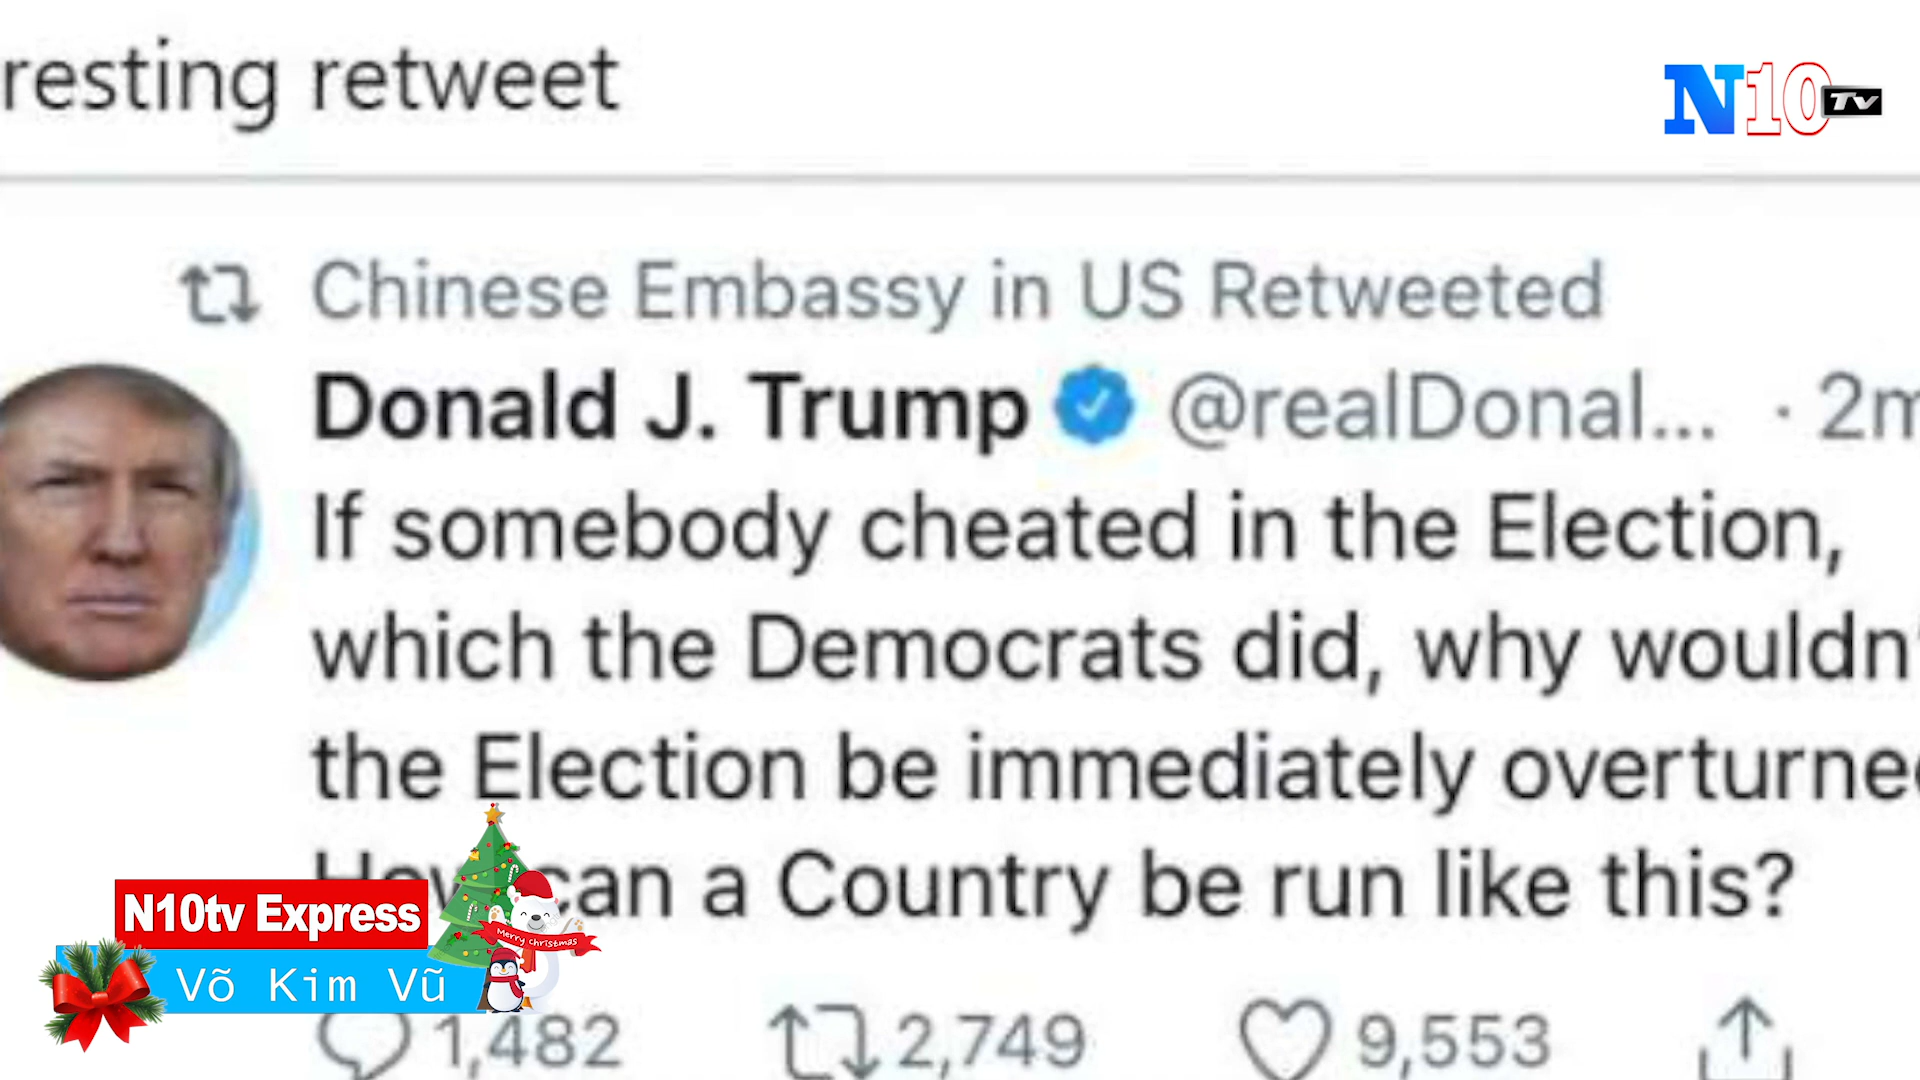 resting retweet
N10 TV
Chinese Embassy in US Retweeted
Donald J. Trump @realDonal... · 2m
If somebody cheated in the Election,
which the Democrats did, why wouldn'
the Election be immediately overturne
How can a Country be run like this?
N10tv Express
Merry Christmas
Võ Kim Vũ
1,482 2,749 9,553